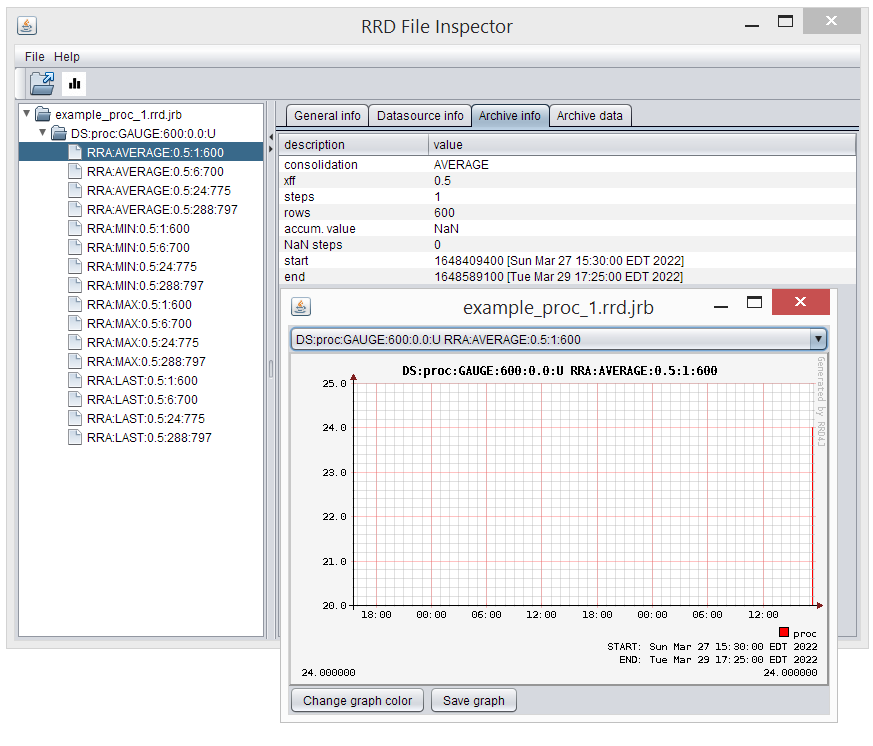 RRD File Inspector
File Help
example_proc_1.rrd.jrb
DS:proc:GAUGE:600:0.0:U
RRA:AVERAGE:0.5:1:600
RRA:AVERAGE:0.5:6:700
RRA:AVERAGE:0.5:24:775
RRA:AVERAGE:0.5:288:797
RRA:MIN:0.5:1:600
RRA:MIN:0.5:6:700
RRA:MIN:0.5:24:775
RRA:MIN:0.5:288:797
RRA:MAX:0.5:1:600
RRA:MAX:0.5:6:700
RRA:MAX:0.5:24:775
RRA:MAX:0.5:288:797
RRA:LAST:0.5:1:600
RRA:LAST:0.5:6:700
RRA:LAST:0.5:24:775
RRA:LAST:0.5:288:797
General info Datasource info Archive info Archive data
description value
consolidation AVERAGE
xff 0.5
steps 1
rows 600
accum. value NaN
NaN steps 0
start 1648409400 [Sun Mar 27 15:30:00 EDT 2022]
end 1648589100 [Tue Mar 29 17:25:00 EDT 2022]
example_proc_1.rrd.jrb
DS:proc:GAUGE:600:0.0:U RRA:AVERAGE:0.5:1:600
DS:proc:GAUGE:600:0.0:U RRA:AVERAGE:0.5:1:600
Generated by RRD4J
25.0
24.0
23.0
22.0
21.0
20.0
18:00 00:00 06:00 12:00 18:00 00:00 06:00 12:00
proc
START: Sun Mar 27 15:30:00 EDT 2022
END: Tue Mar 29 17:25:00 EDT 2022
24.000000 24.000000
Change graph color Save graph